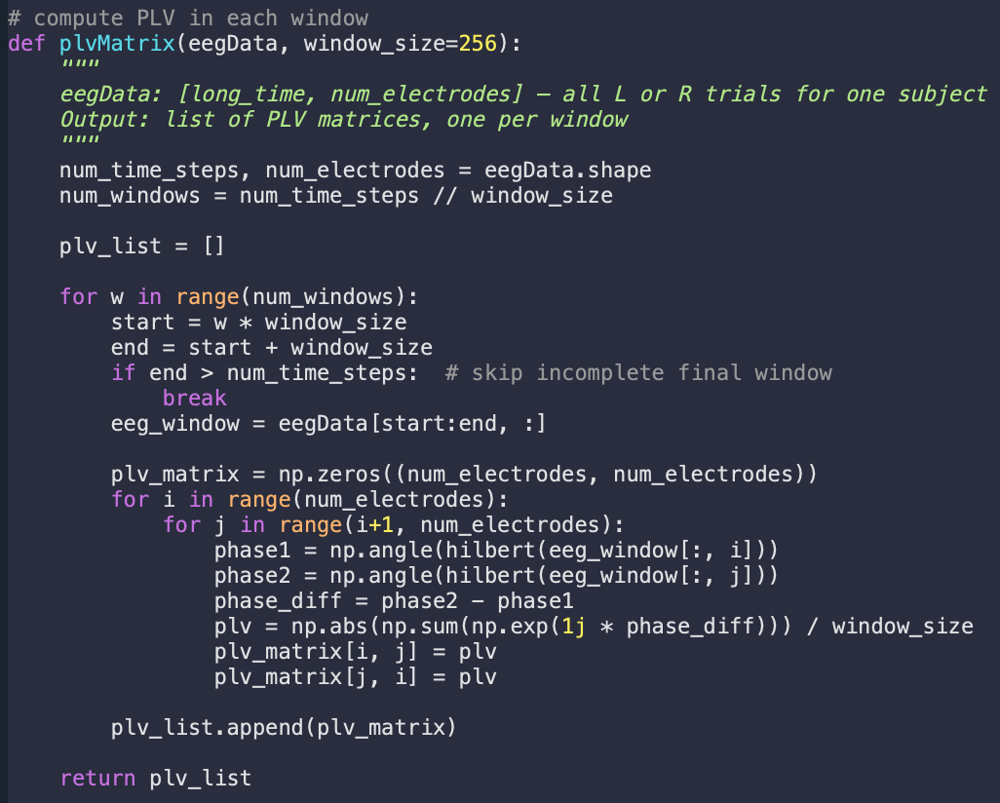 # compute PLV in each window
def plvMatrix(eegData, window_size=256):
    """
    eegData: [long_time, num_electrodes] — all L or R trials for one subject
    Output: list of PLV matrices, one per window
    """
    num_time_steps, num_electrodes = eegData.shape
    num_windows = num_time_steps // window_size

    plv_list = []

    for w in range(num_windows):
        start = w * window_size
        end = start + window_size
        if end > num_time_steps:  # skip incomplete final window
            break
        eeg_window = eegData[start:end, :]

        plv_matrix = np.zeros((num_electrodes, num_electrodes))
        for i in range(num_electrodes):
            for j in range(i+1, num_electrodes):
                phase1 = np.angle(hilbert(eeg_window[:, i]))
                phase2 = np.angle(hilbert(eeg_window[:, j]))
                phase_diff = phase2 - phase1
                plv = np.abs(np.sum(np.exp(1j * phase_diff))) / window_size
                plv_matrix[i, j] = plv
                plv_matrix[j, i] = plv

        plv_list.append(plv_matrix)

    return plv_list